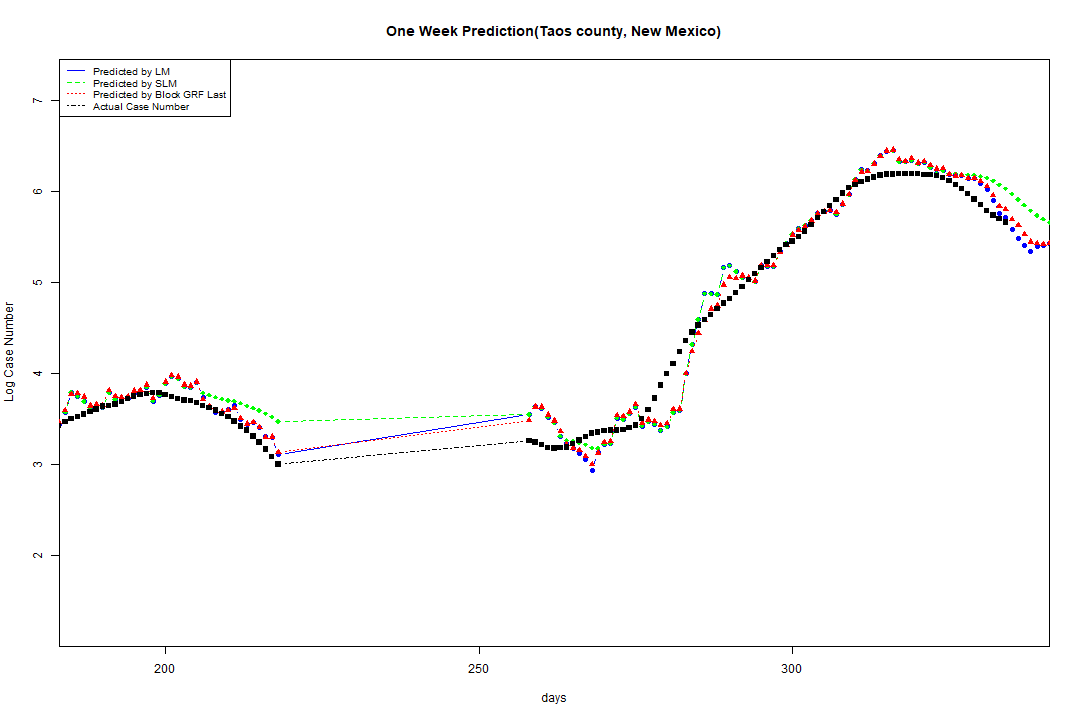 One Week Prediction(Taos county, New Mexico)
Predicted by LM
Predicted by SLM
Predicted by Block GRF Last
Actual Case Number
7
6
5
4
3
2
Log Case Number
200 250 300
days